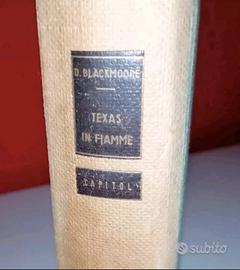 D. BLACKMOORE
TEXAS
IN FIAMME
CAPITOL
subito